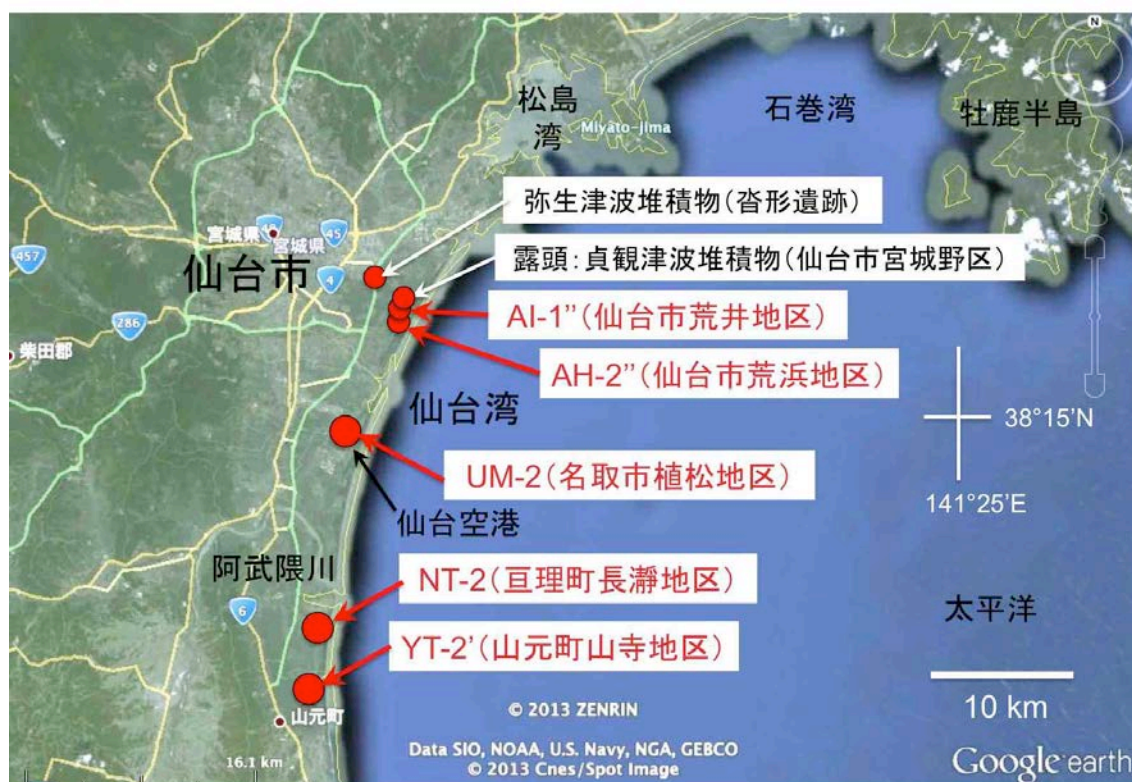 N
松島
湾
Miyato-jima
石巻湾
牡鹿半島
弥生津波堆積物（沓形遺跡）
宮城県
宮城県
45
457
仙台市
4
露頭：貞観津波堆積物（仙台市宮城野区）
AI-1”（仙台市荒井地区）
286
柴田郡
AH-2”（仙台市荒浜地区）
仙台湾
38°15’N
UM-2（名取市植松地区）
141°25’E
仙台空港
阿武隈川
NT-2（亘理町長瀞地区）
6
太平洋
YT-2’（山元町山寺地区）
10 km
山元町
© 2013 ZENRIN
16.1 km
Data SIO, NOAA, U.S. Navy, NGA, GEBCO
© 2013 Cnes/Spot Image
Google earth